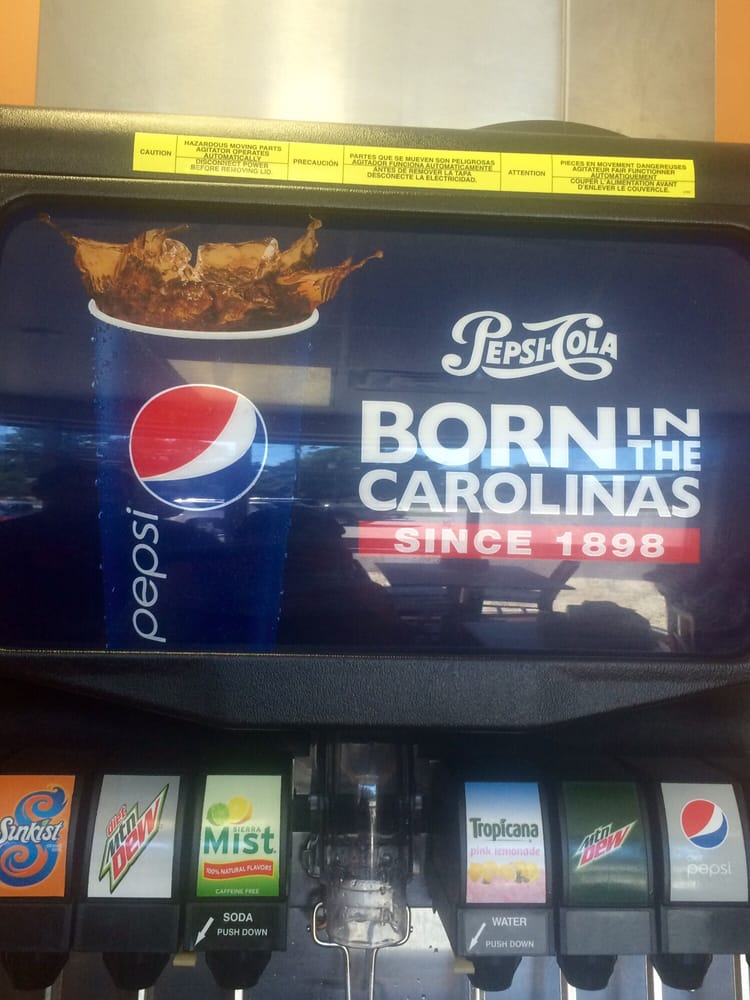 CAUTION
HAZARDOUS MOVING PARTS
AGITATOR OPERATES
AUTOMATICALLY
DISCONNECT POWER
BEFORE REMOVING LID.
PRECAUCIÓN
PARTES QUE SE MUEVEN SON PELIGROSAS
AGITADOR FUNCIONA AUTOMATICAMENTE
ANTES DE REMOVER LA TAPA
DESCONECTE LA ELECTRICIDAD.
ATTENTION
PIECES EN MOVEMENT DANGEREUSES
AGITATEUR FAIR FUNCTIONNER
AUTOMATIQUEMENT
COUPER L'ALIMENTATION AVANT
D'ENLEVER LE COUVERCLE.
PEPSI-COLA
BORN IN THE
CAROLINAS
SINCE 1898
pepsi
Sunkist
diet
Mtn
DEW
SIERRA
Mist
100% NATURAL FLAVORS
CAFFEINE FREE
SODA
PUSH DOWN
Tropicana
pink lemonade
WATER
PUSH DOWN
Mtn
DEW
pepsi